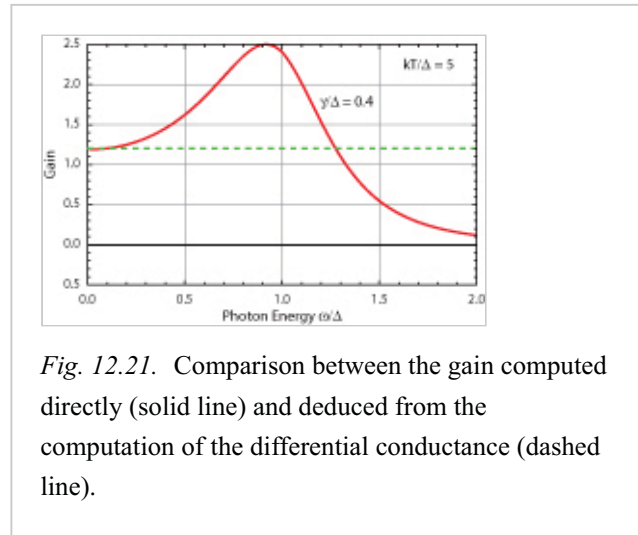 2.5
kT/Δ = 5
2.0
γ/Δ = 0.4
1.5
Gain
1.0
0.5
0.0
0.5
0.0 0.5 1.0 1.5 2.0
Photon Energy ω/Δ
Fig. 12.21. Comparison between the gain computed
directly (solid line) and deduced from the
computation of the differential conductance (dashed
line).